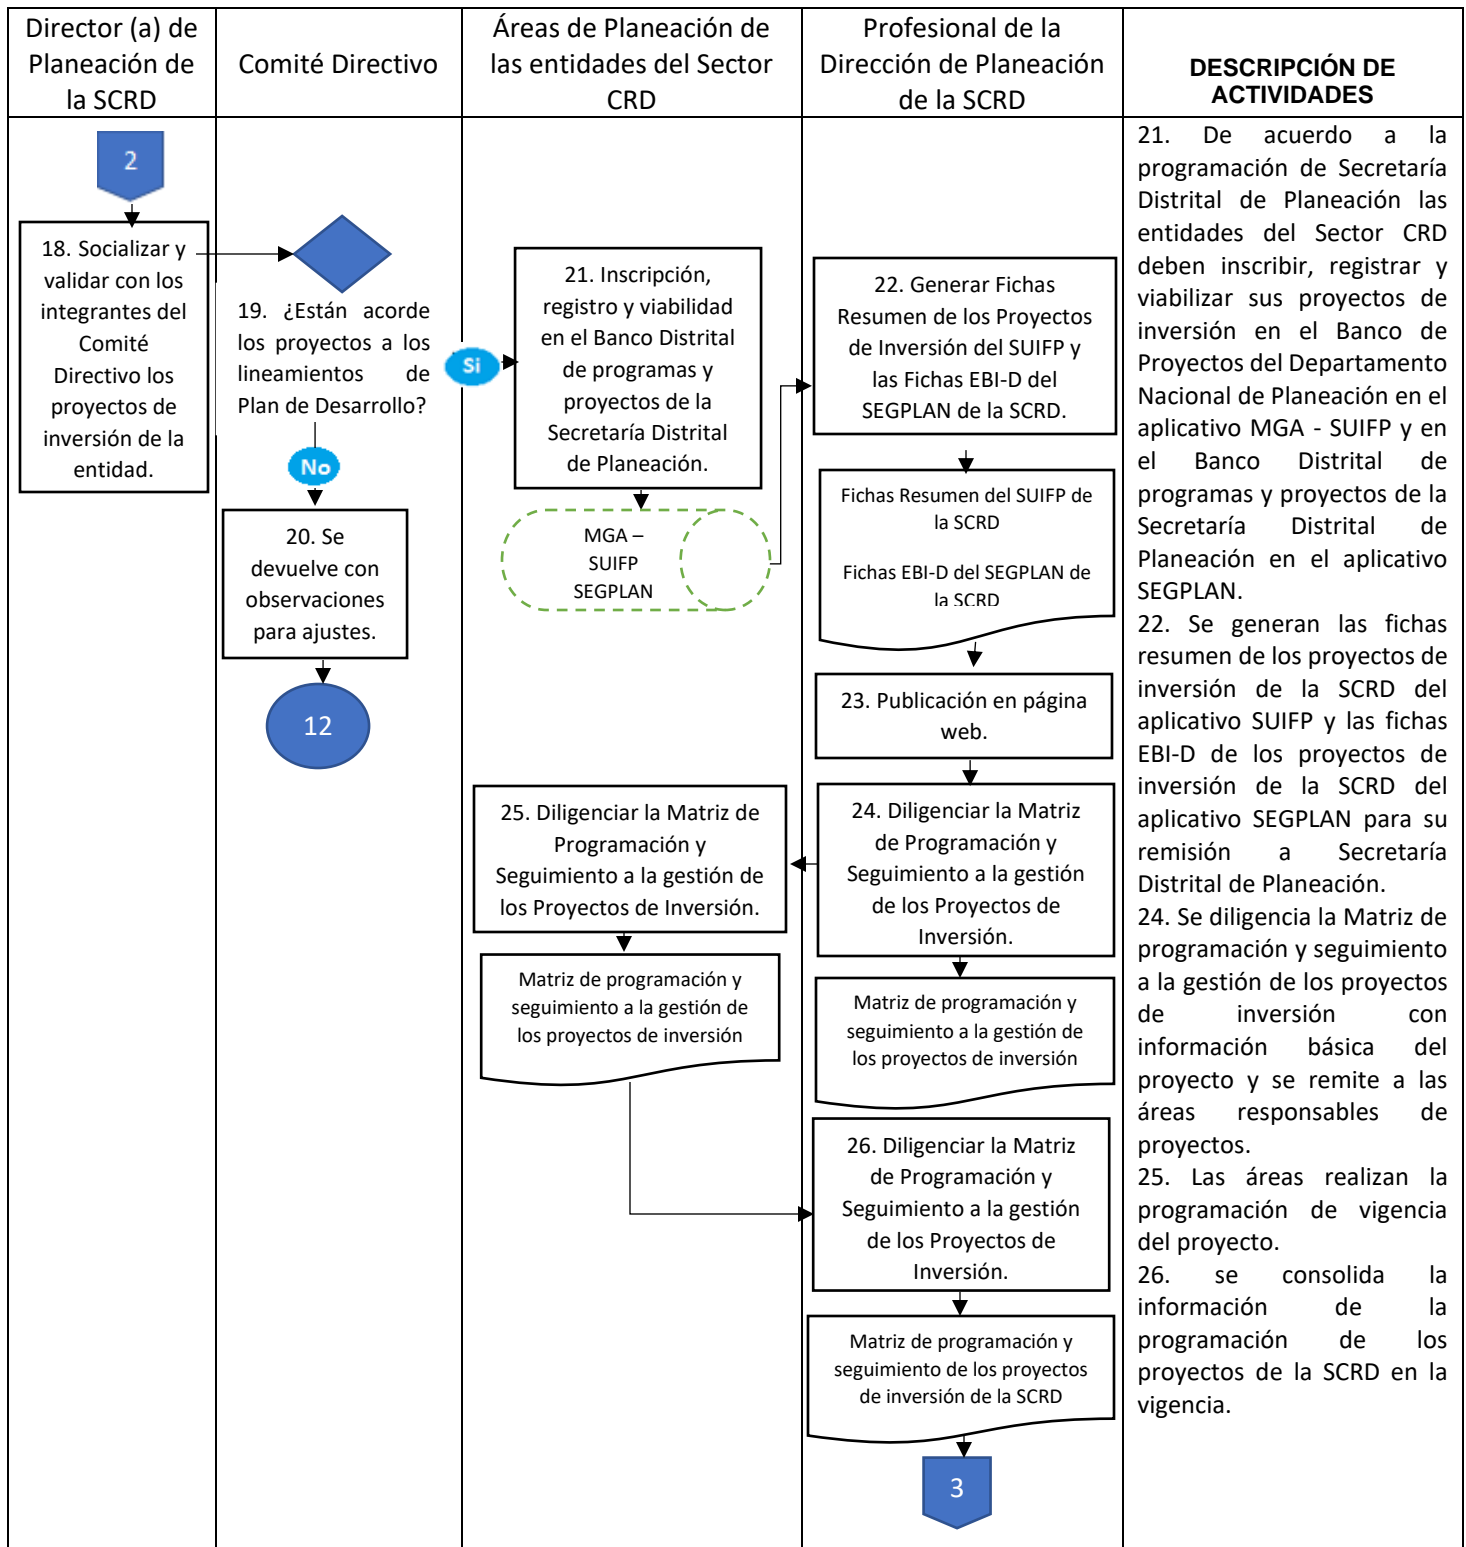 Director (a) de
Planeación de
la SCRD
Comité Directivo
Áreas de Planeación de
las entidades del Sector
CRD
Profesional de la
Dirección de Planeación
de la SCRD
DESCRIPCIÓN DE
ACTIVIDADES
2
18. Socializar y
validar con los
integrantes del
Comité
Directivo los
proyectos de
inversión de la
entidad.
19. ¿Están acorde
los proyectos a los
lineamientos de
Plan de Desarrollo?
Si
No
20. Se
devuelve con
observaciones
para ajustes.
12
21. Inscripción,
registro y viabilidad
en el Banco Distrital
de programas y
proyectos de la
Secretaría Distrital
de Planeación.
MGA –
SUIFP
SEGPLAN
22. Generar Fichas
Resumen de los Proyectos
de Inversión del SUIFP y
las Fichas EBI-D del
SEGPLAN de la SCRD.
Fichas Resumen del SUIFP de
la SCRD
Fichas EBI-D del SEGPLAN de
la SCRD
23. Publicación en página
web.
24. Diligenciar la Matriz
de Programación y
Seguimiento a la gestión
de los Proyectos de
Inversión.
25. Diligenciar la Matriz de
Programación y
Seguimiento a la gestión de
los Proyectos de Inversión.
Matriz de programación y
seguimiento a la gestión de
los proyectos de inversión
Matriz de programación y
seguimiento a la gestión de
los proyectos de inversión
26. Diligenciar la Matriz
de Programación y
Seguimiento a la gestión
de los Proyectos de
Inversión.
Matriz de programación y
seguimiento de los proyectos
de inversión de la SCRD
3
21. De acuerdo a la
programación de Secretaría
Distrital de Planeación las
entidades del Sector CRD
deben inscribir, registrar y
viabilizar sus proyectos de
inversión en el Banco de
Proyectos del Departamento
Nacional de Planeación en el
aplicativo MGA - SUIFP y en
el Banco Distrital de
programas y proyectos de la
Secretaría Distrital de
Planeación en el aplicativo
SEGPLAN.
22. Se generan las fichas
resumen de los proyectos de
inversión de la SCRD del
aplicativo SUIFP y las fichas
EBI-D de los proyectos de
inversión de la SCRD del
aplicativo SEGPLAN para su
remisión a Secretaría
Distrital de Planeación.
24. Se diligencia la Matriz de
programación y seguimiento
a la gestión de los proyectos
de inversión con
información básica del
proyecto y se remite a las
áreas responsables de
proyectos.
25. Las áreas realizan la
programación de vigencia
del proyecto.
26. se consolida la
información de la
programación de los
proyectos de la SCRD en la
vigencia.